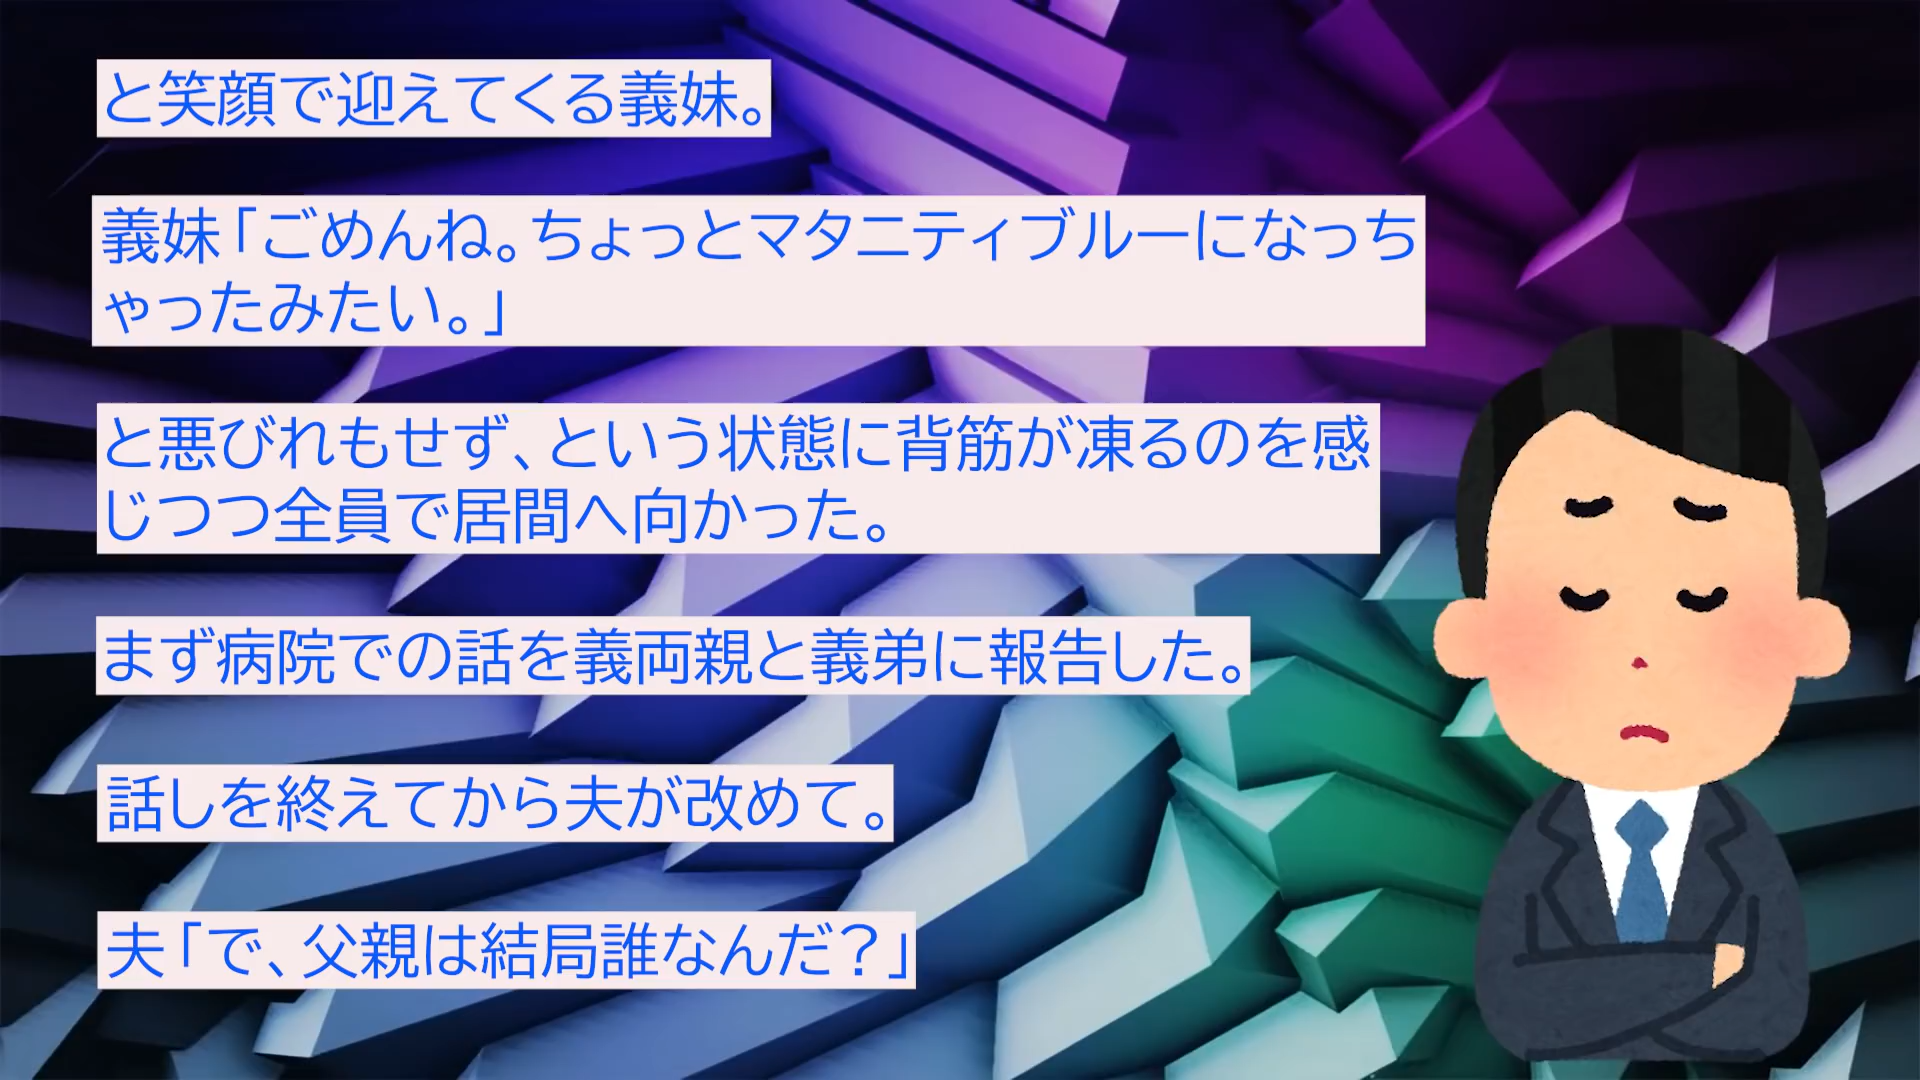 と笑顔で迎えてくる義妹。
義妹「ごめんね。ちょっとマタニティブルーになっち
ゃったみたい。」
と悪びれもせず、という状態に背筋が凍るのを感
じつつ全員で居間へ向かった。
まず病院での話を義両親と義弟に報告した。
話しを終えてから夫が改めて。
夫「で、父親は結局誰なんだ？」